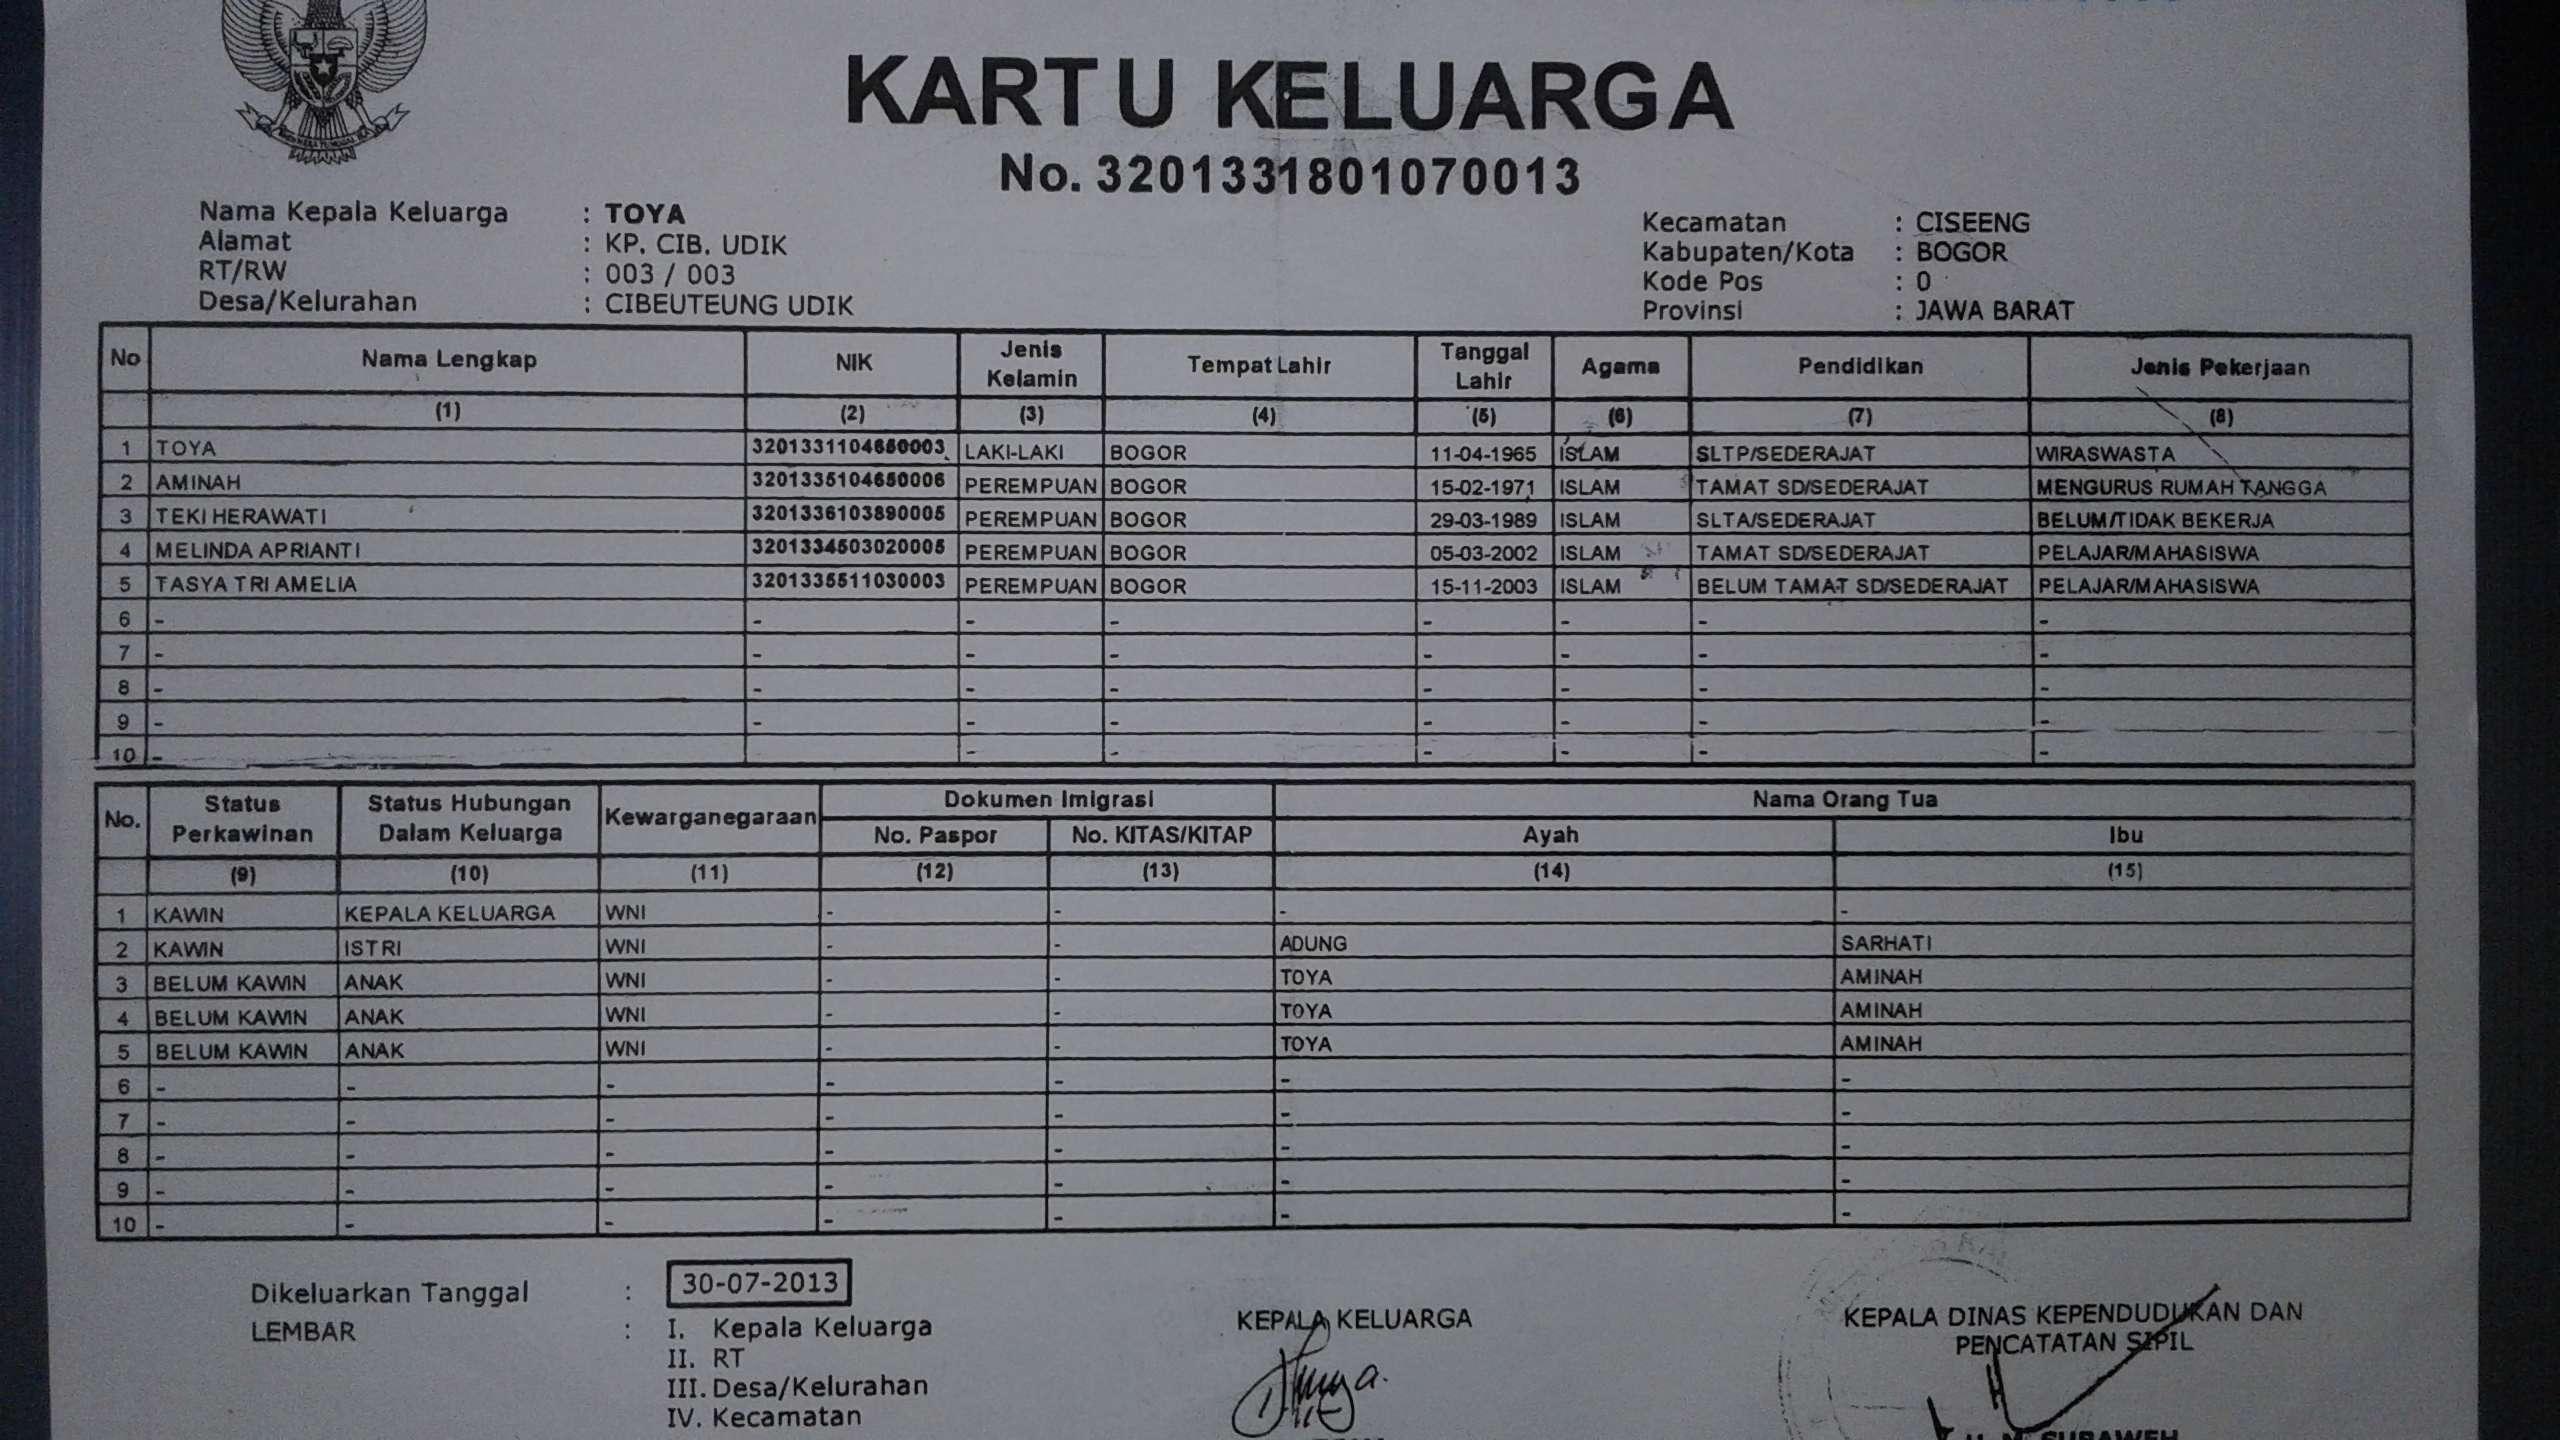 KARTU KELUARGA
No. 3201331801070013
Nama Kepala Keluarga : TOYA
Alamat : KP. CIB. UDIK
RT/RW : 003 / 003
Desa/Kelurahan : CIBEUTEUNG UDIK
Kecamatan : CISEENG
Kabupaten/Kota : BOGOR
Kode Pos : 0
Provinsi : JAWA BARAT
No Nama Lengkap NIK Jenis Kelamin Tempat Lahir Tanggal Lahir Agama Pendidikan Jenis Pekerjaan
(1) (2) (3) (4) (5) (6) (7) (8)
1 TOYA 3201331104650003 LAKI-LAKI BOGOR 11-04-1965 ISLAM SLTP/SEDERAJAT WIRASWASTA
2 AMINAH 3201335104650006 PEREMPUAN BOGOR 15-02-1971 ISLAM TAMAT SD/SEDERAJAT MENGURUS RUMAH TANGGA
3 TEKI HERAWATI 3201336103890005 PEREMPUAN BOGOR 29-03-1989 ISLAM SLTA/SEDERAJAT BELUM/TIDAK BEKERJA
4 MELINDA APRIANTI 3201334503020005 PEREMPUAN BOGOR 05-03-2002 ISLAM TAMAT SD/SEDERAJAT PELAJAR/MAHASISWA
5 TASYA TRI AMELIA 3201335511030003 PEREMPUAN BOGOR 15-11-2003 ISLAM BELUM TAMAT SD/SEDERAJAT PELAJAR/MAHASISWA
6 - - - - - - - -
7 - - - - - - - -
8 - - - - - - - -
9 - - - - - - - -
10 - - - - - - -
No. Status Perkawinan Status Hubungan Dalam Keluarga Kewarganegaraan Dokumen Imigrasi Nama Orang Tua
No. Paspor No. KITAS/KITAP Ayah Ibu
(9) (10) (11) (12) (13) (14) (15)
1 KAWIN KEPALA KELUARGA WNI - - - -
2 KAWIN ISTRI WNI - - ADUNG SARHATI
3 BELUM KAWIN ANAK WNI - - TOYA AMINAH
4 BELUM KAWIN ANAK WNI - - TOYA AMINAH
5 BELUM KAWIN ANAK WNI - - TOYA AMINAH
6 - - - - - - -
7 - - - - - - -
8 - - - - - - -
9 - - - - - - -
10 - - - - - - -
Dikeluarkan Tanggal : 30-07-2013
LEMBAR : I. Kepala Keluarga
II. RT
III. Desa/Kelurahan
IV. Kecamatan
KEPALA KELUARGA
KEPALA DINAS KEPENDUDUKAN DAN
PENCATATAN SIPIL